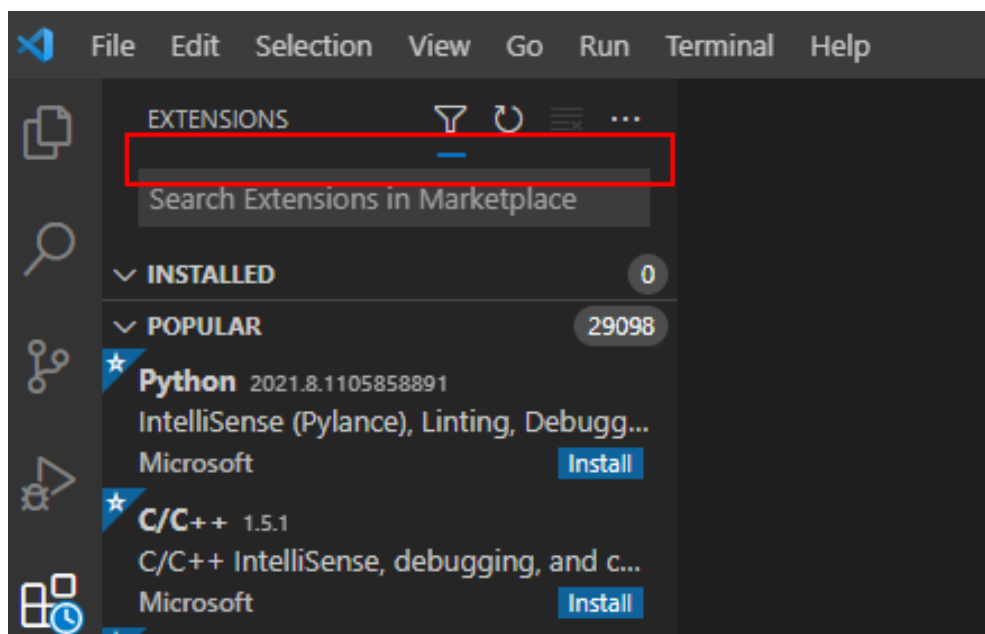 File Edit Selection View Go Run Terminal Help
EXTENSIONS
Search Extensions in Marketplace
INSTALLED 0
POPULAR 29098
Python 2021.8.1105858891
IntelliSense (Pylance), Linting, Debugg...
Microsoft Install
C/C++ 1.5.1
C/C++ IntelliSense, debugging, and c...
Microsoft Install